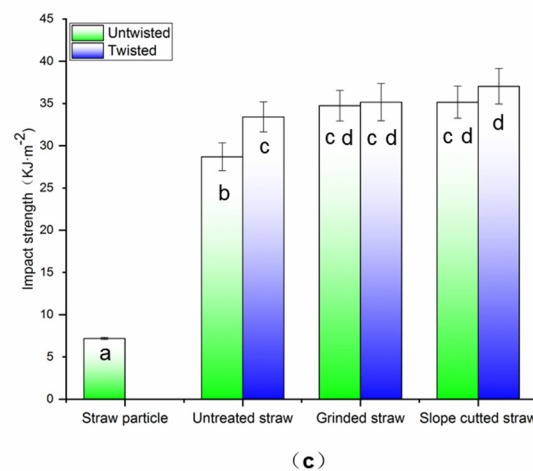 45
40
35
30
25
20
15
10
5
0
Impact strength（KJ·m⁻²）
Untwisted
Twisted
a
b
c
c d
c d
c d
d
Straw particle Untreated straw Grinded straw Slope cutted straw
（c）